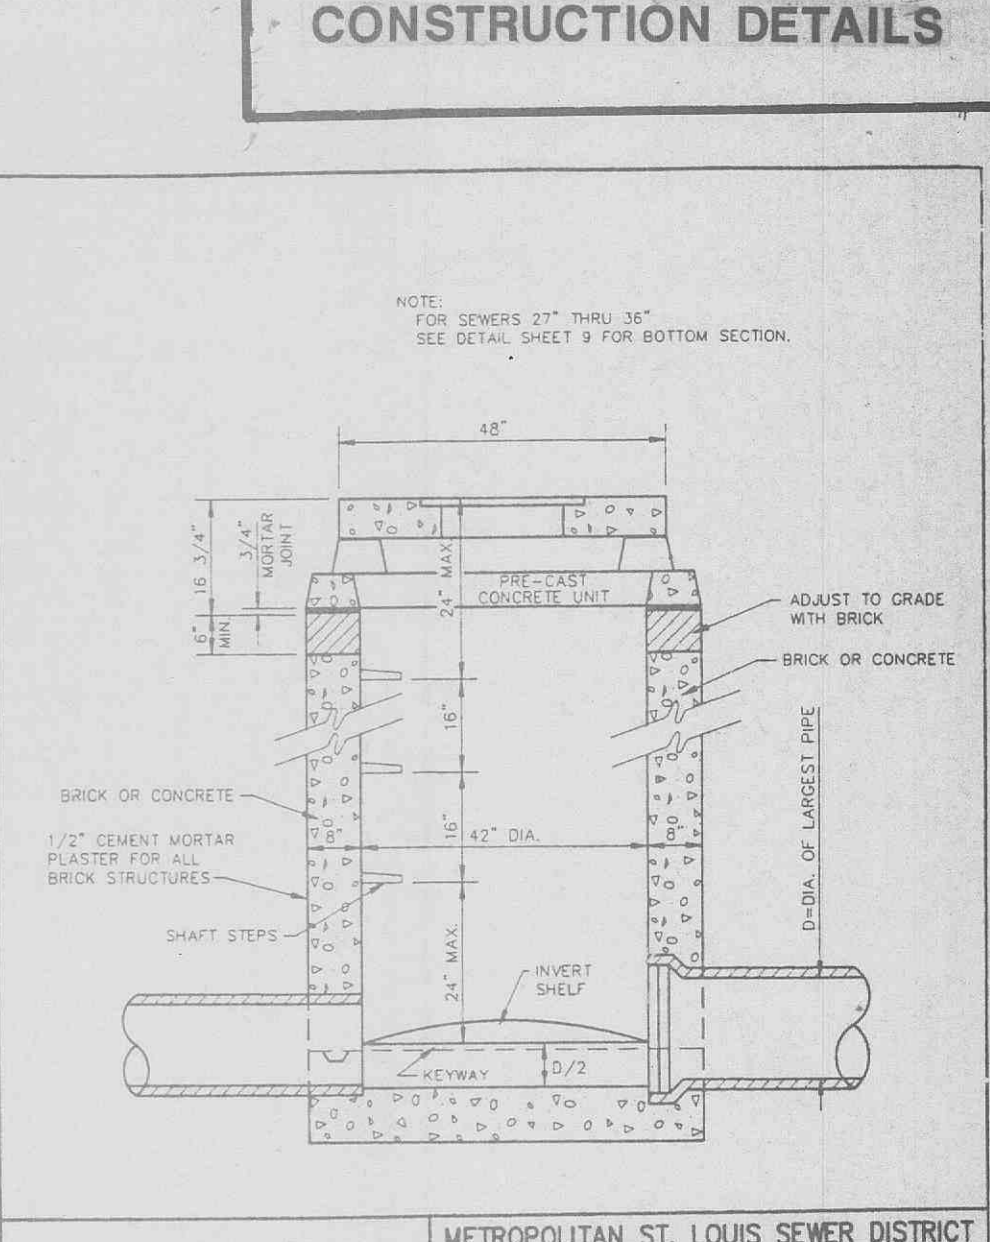 CONSTRUCTION DETAILS
NOTE:
FOR SEWERS 27" THRU 36"
SEE DETAIL SHEET 9 FOR BOTTOM SECTION.
48"
16 3/4"
3/4"
MORTAR
JOINT
6"
MIN.
24" MAX.
PRE-CAST
CONCRETE UNIT
ADJUST TO GRADE
WITH BRICK
BRICK OR CONCRETE
16"
D=DIA. OF LARGEST PIPE
BRICK OR CONCRETE
16"
8"
42" DIA.
8"
1/2" CEMENT MORTAR
PLASTER FOR ALL
BRICK STRUCTURES
SHAFT STEPS
24" MAX.
INVERT
SHELF
KEYWAY
D/2
METROPOLITAN ST. LOUIS SEWER DISTRICT